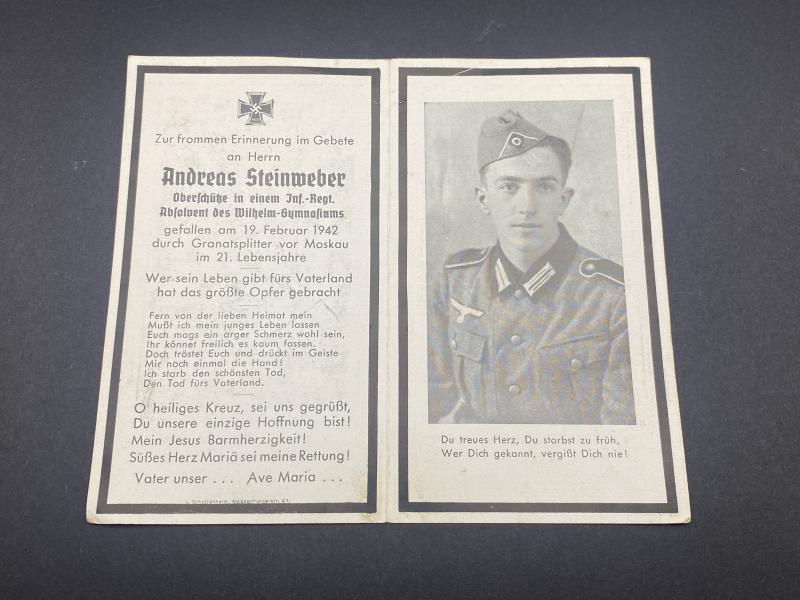 Zur frommen Erinnerung im Gebete
an Herrn
Andreas Steinweber
Oberschütze in einem Inf.-Regt.
Absolvent des Wilhelm-Gymnasiums
gefallen am 19. Februar 1942
durch Granatsplitter vor Moskau
im 21. Lebensjahre
Wer sein Leben gibt fürs Vaterland
hat das größte Opfer gebracht
Fern von der lieben Heimat mein
Mußt ich mein junges Leben lassen
Euch mags ein arger Schmerz wohl sein,
Ihr könnet freilich es kaum fassen.
Doch tröstet Euch und drückt im Geiste
Mir noch einmal die Hand!
Ich starb den schönsten Tod,
Den Tod fürs Vaterland.
O heiliges Kreuz, sei uns gegrüßt,
Du unsere einzige Hoffnung bist!
Mein Jesus Barmherzigkeit!
Süßes Herz Mariä sei meine Rettung!
Vater unser . . . Ave Maria . . .
Du treues Herz, Du starbst zu früh,
Wer Dich gekannt, vergißt Dich nie!